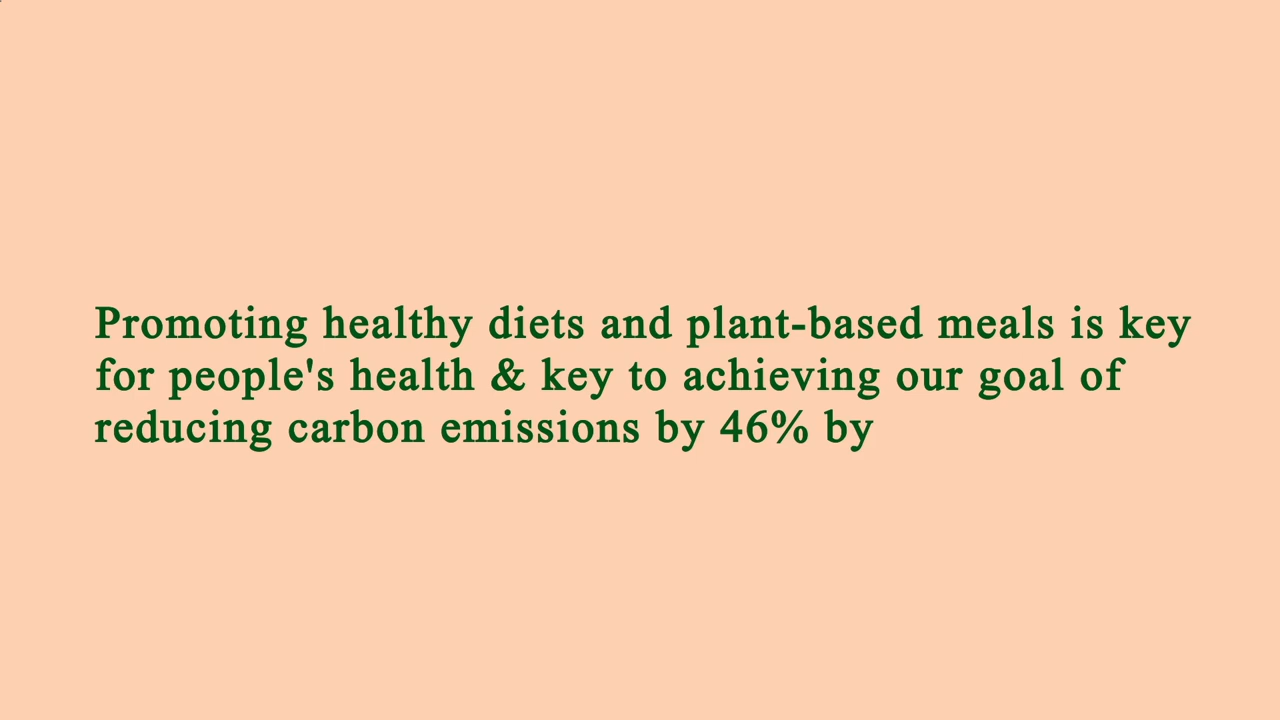 Promoting healthy diets and plant-based meals is key
for people's health & key to achieving our goal of
reducing carbon emissions by 46% by